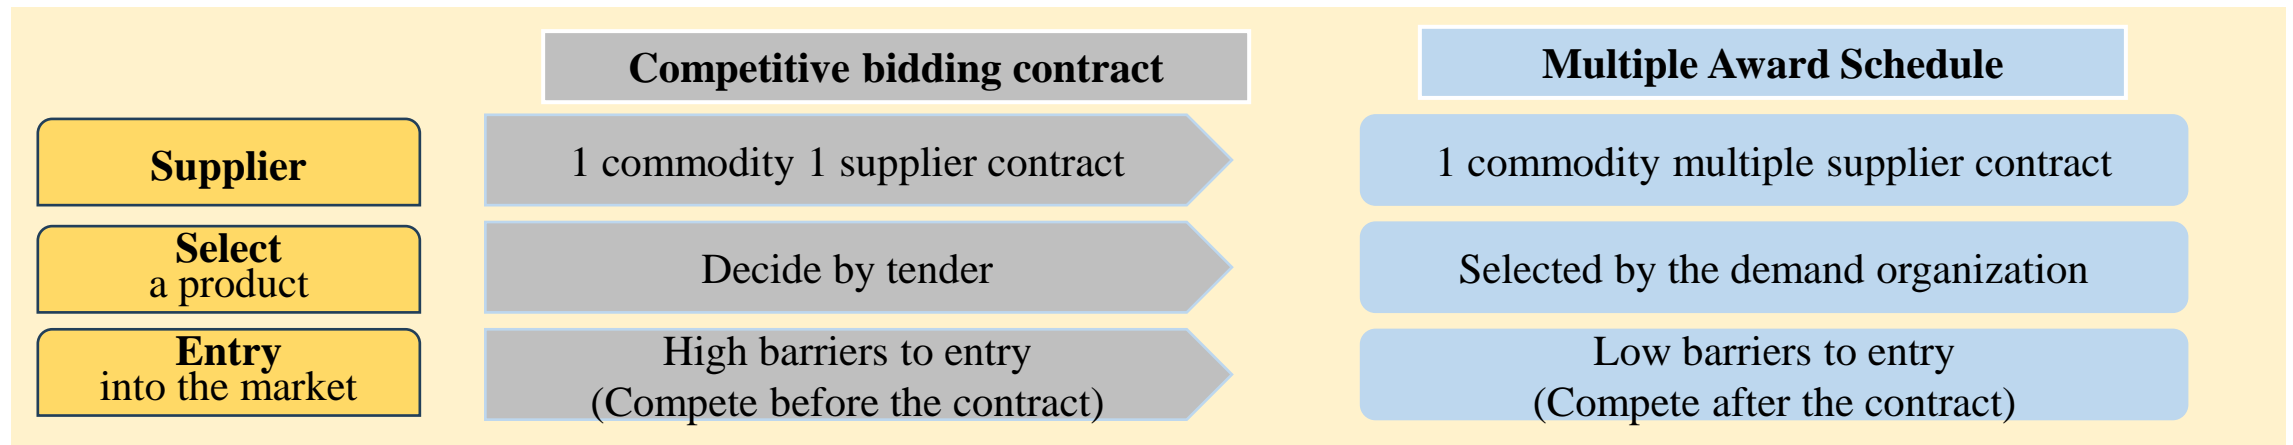 Competitive bidding contract
Multiple Award Schedule
Supplier
1 commodity 1 supplier contract
1 commodity multiple supplier contract
Select
a product
Decide by tender
Selected by the demand organization
Entry
into the market
High barriers to entry
(Compete before the contract)
Low barriers to entry
(Compete after the contract)